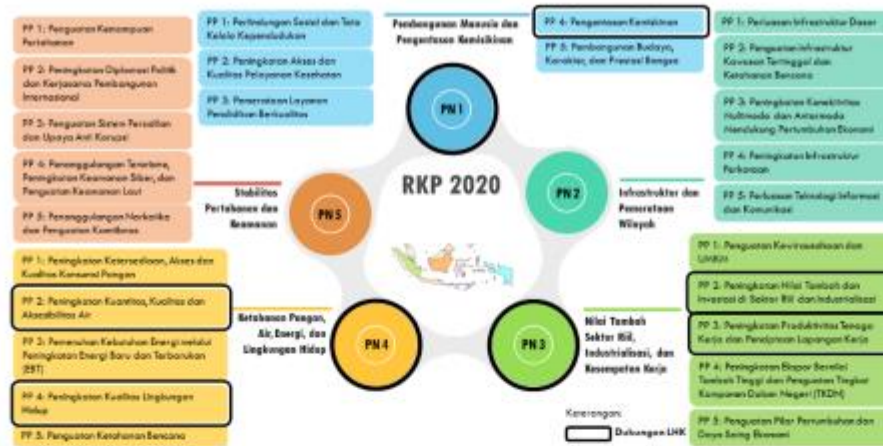 PP 1: Penguatan Kemampuan
Pertahanan
PP 2: Peningkatan Diplomasi Politik
dan Kerjasama Pembangunan
Internasional
PP 3: Penguatan Sistem Peradilan
dan Upaya Anti Korupsi
PP 4: Penanggulangan Terorisme,
Peningkatan Keamanan Siber, dan
Penguatan Keamanan Laut
PP 5: Penanggulangan Narkotika
dan Penguatan Kamtibmas
PP 1: Perlindungan Sosial dan Tata
Kelola Kependudukan
PP 2: Peningkatan Akses dan
Kualitas Pelayanan Kesehatan
PP 3: Pemerataan Layanan
Pendidikan Berkualitas
Pembangunan Manusia dan
Pengentasan Kemiskinan
PP 4: Pengentasan Kemiskinan
PP 5: Pembangunan Budaya,
Karakter, dan Prestasi Bangsa
PP 1: Perluasan Infrastruktur Dasar
PP 2: Penguatan Infrastruktur
Kawasan Tertinggal dan
Ketahanan Bencana
PP 3: Peningkatan Konektivitas
Multimoda dan Antarmoda
Mendukung Pertumbuhan Ekonomi
PP 4: Peningkatan Infrastruktur
Perkotaan
PP 5: Perluasan Teknologi Informasi
dan Komunikasi
PN 1
RKP 2020
PN 5
Stabilitas
Pertahanan dan
Keamanan
PN 2
Infrastruktur dan
Pemerataan
Wilayah
PP 1: Peningkatan Ketersediaan, Akses dan
Kualitas Konsumsi Pangan
PP 2: Peningkatan Kuantitas, Kualitas dan
Aksesibilitas Air
PP 3: Pemenuhan Kebutuhan Energi melalui
Peningkatan Energi Baru dan Terbarukan
(EBT)
PP 4: Peningkatan Kualitas Lingkungan
Hidup
PP 5: Penguatan Ketahanan Bencana
Ketahanan Pangan,
Air, Energi, dan
Lingkungan Hidup
PN 4
PN 3
Nilai Tambah
Sektor Riil,
Industrialisasi, dan
Kesempatan Kerja
PP 1: Penguatan Kewirausahaan dan
UMKM
PP 2: Peningkatan Nilai Tambah dan
Investasi di Sektor Riil dan Industrialisasi
PP 3: Peningkatan Produktivitas Tenaga
Kerja dan Penciptaan Lapangan Kerja
PP 4: Peningkatan Ekspor Bernilai
Tambah Tinggi dan Penguatan Tingkat
Komponen Dalam Negeri (TKDN)
PP 5: Penguatan Pilar Pertumbuhan dan
Daya Saing Ekonomi
Keterangan:
Dukungan LHK